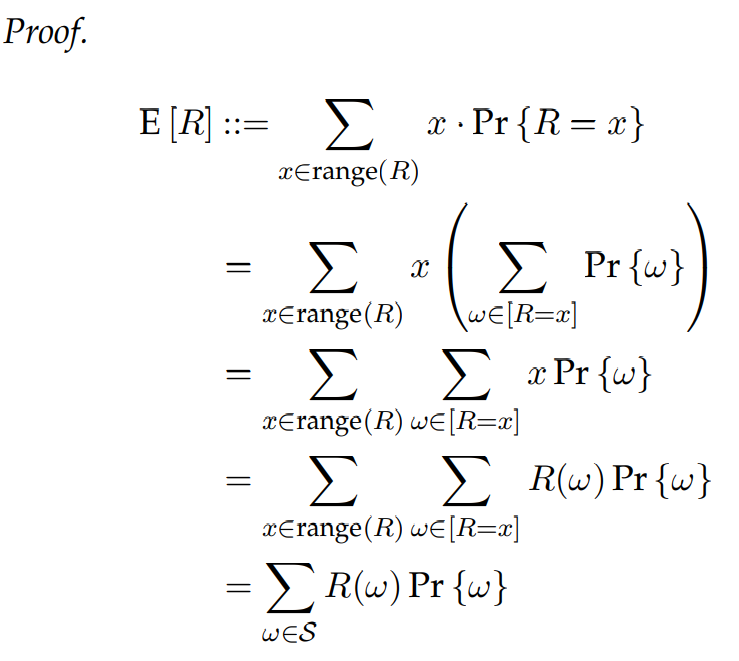 Proof.
E [R] ::= ∑_{x∈range(R)} x · Pr {R = x}
= ∑_{x∈range(R)} x ( ∑_{ω∈[R=x]} Pr {ω} )
= ∑_{x∈range(R)} ∑_{ω∈[R=x]} x Pr {ω}
= ∑_{x∈range(R)} ∑_{ω∈[R=x]} R(ω) Pr {ω}
= ∑_{ω∈𝒮} R(ω) Pr {ω}